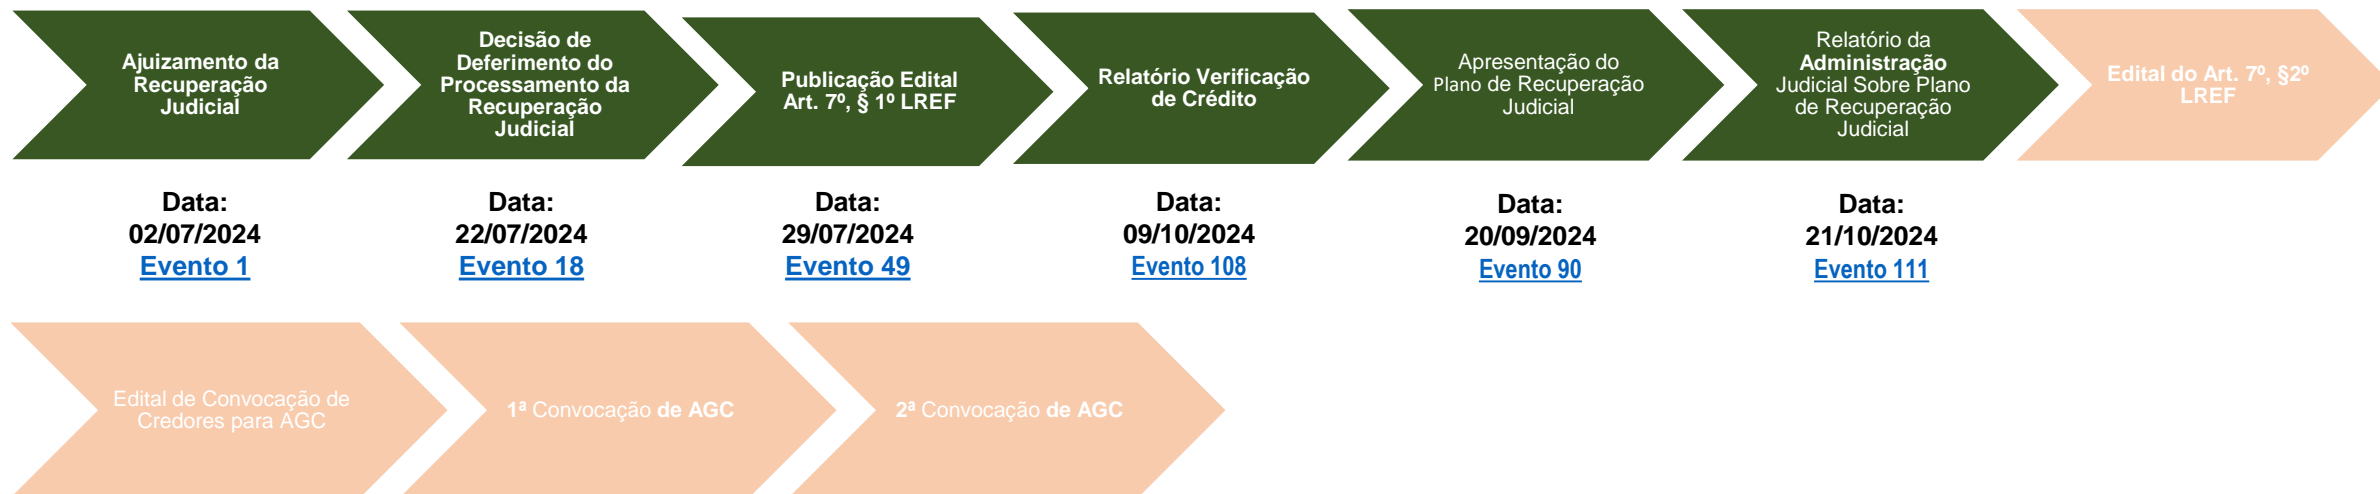 Ajuizamento da
Recuperação
Judicial
Decisão de
Deferimento do
Processamento da
Recuperação
Judicial
Publicação Edital
Art. 7º, § 1º LREF
Relatório Verificação
de Crédito
Apresentação do
Plano de Recuperação
Judicial
Relatório da
Administração
Judicial Sobre Plano
de Recuperação
Judicial
Edital do Art. 7º, §2º
LREF
Data:
02/07/2024
Evento 1
Data:
22/07/2024
Evento 18
Data:
29/07/2024
Evento 49
Data:
09/10/2024
Evento 108
Data:
20/09/2024
Evento 90
Data:
21/10/2024
Evento 111
Edital de Convocação de
Credores para AGC
1ª Convocação de AGC
2ª Convocação de AGC